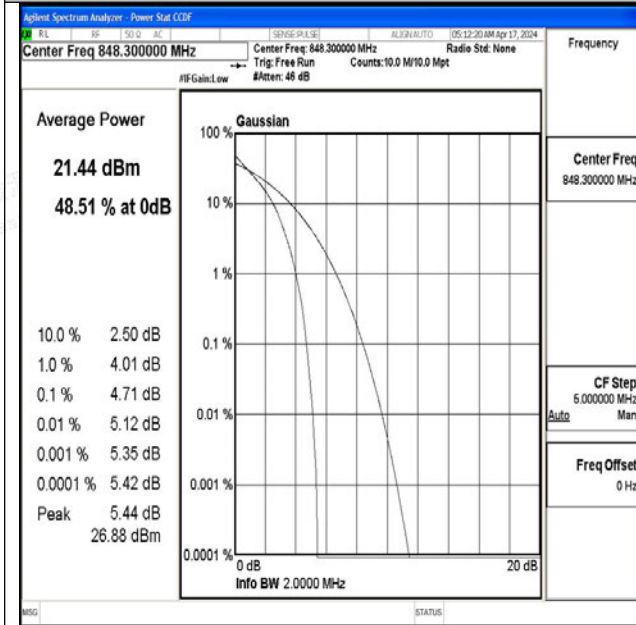 Agilent Spectrum Analyzer - Power Stat CCDF
RL RF 50 Ω AC SENSE:PULSE ALIGNAUTO 05:12:20 AM Apr 17, 2024
Center Freq 848.300000 MHz
Center Freq: 848.300000 MHz Radio Std: None
Trig: Free Run Counts:10.0 M/10.0 Mpt
#IFGain:Low #Atten: 46 dB
Frequency
Average Power
21.44 dBm
48.51 % at 0dB
10.0 % 2.50 dB
1.0 % 4.01 dB
0.1 % 4.71 dB
0.01 % 5.12 dB
0.001 % 5.35 dB
0.0001 % 5.42 dB
Peak 5.44 dB
26.88 dBm
Gaussian
100 %
10 %
1 %
0.1 %
0.01 %
0.001 %
0.0001 %
0 dB 20 dB
Info BW 2.0000 MHz
Center Freq
848.300000 MHz
CF Step
5.000000 MHz
Auto Man
Freq Offset
0 Hz
MSG STATUS